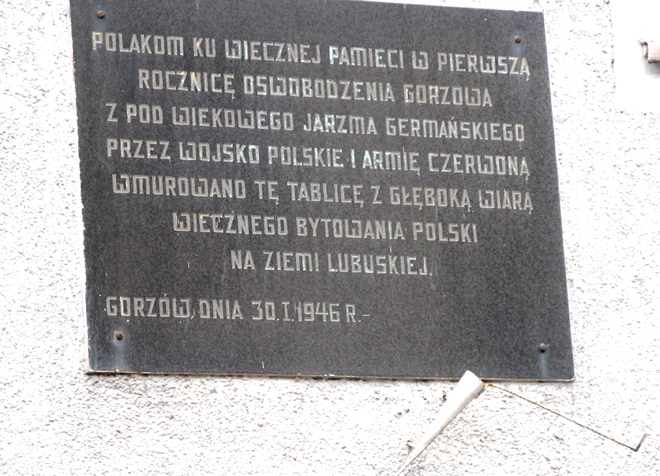 POLAKOM KU WIECZNEJ PAMIECI W PIERWSZĄ
ROCZNICĘ OSWOBODZENIA GORZOWA
Z POD WIEKOWEGO JARZMA GERMAŃSKIEGO
PRZEZ WOJSKO POLSKIE I ARMIĘ CZERWONĄ
WMUROWANO TĘ TABLICĘ Z GŁĘBOKĄ WIARĄ
WIECZNEGO BYTOWANIA POLSKI
NA ZIEMI LUBUSKIEJ.
GORZÓW, DNIA 30.I.1946 R.-